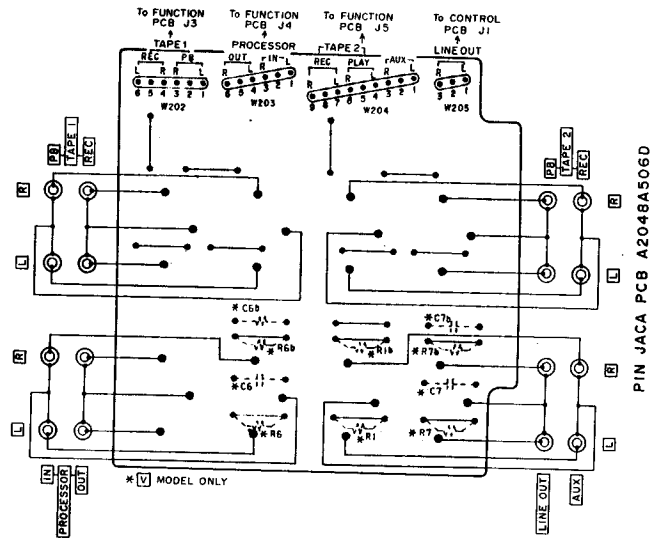 To FUNCTION PCB J3
To FUNCTION PCB J4
To FUNCTION PCB J5
To CONTROL PCB J1
TAPE 1
PROCESSOR
TAPE 2
LINE OUT
REC PB
OUT IN
REC PLAY AUX
L R R L
R L R L
R L R L R L
R L
6 5 4 3 2 1
6 5 4 3 2 1
9 8 7 6 5 4 3 2 1
3 2 1
W202
W203
W204
W205
PB TAPE 1 REC
PB TAPE 2 REC
R
R
L
L
*C6b
*C7b
*R6b
R1b
*R7b
R
*C6
*C7
R
L
*R6
*R1
*R7
L
IN PROCESSOR OUT
* V MODEL ONLY
LINE OUT
AUX
PIN JACA PCB A2048A506D